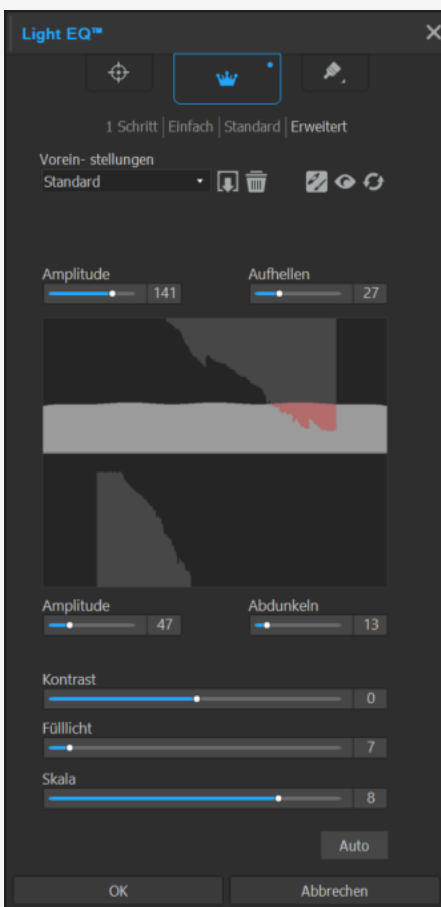 Light EQ™
1 Schritt Einfach Standard Erweitert
Vorein- stellungen
Standard
Amplitude Aufhellen
141 27
Amplitude Abdunkeln
47 13
Kontrast
0
Fülllicht
7
Skala
8
Auto
OK Abbrechen